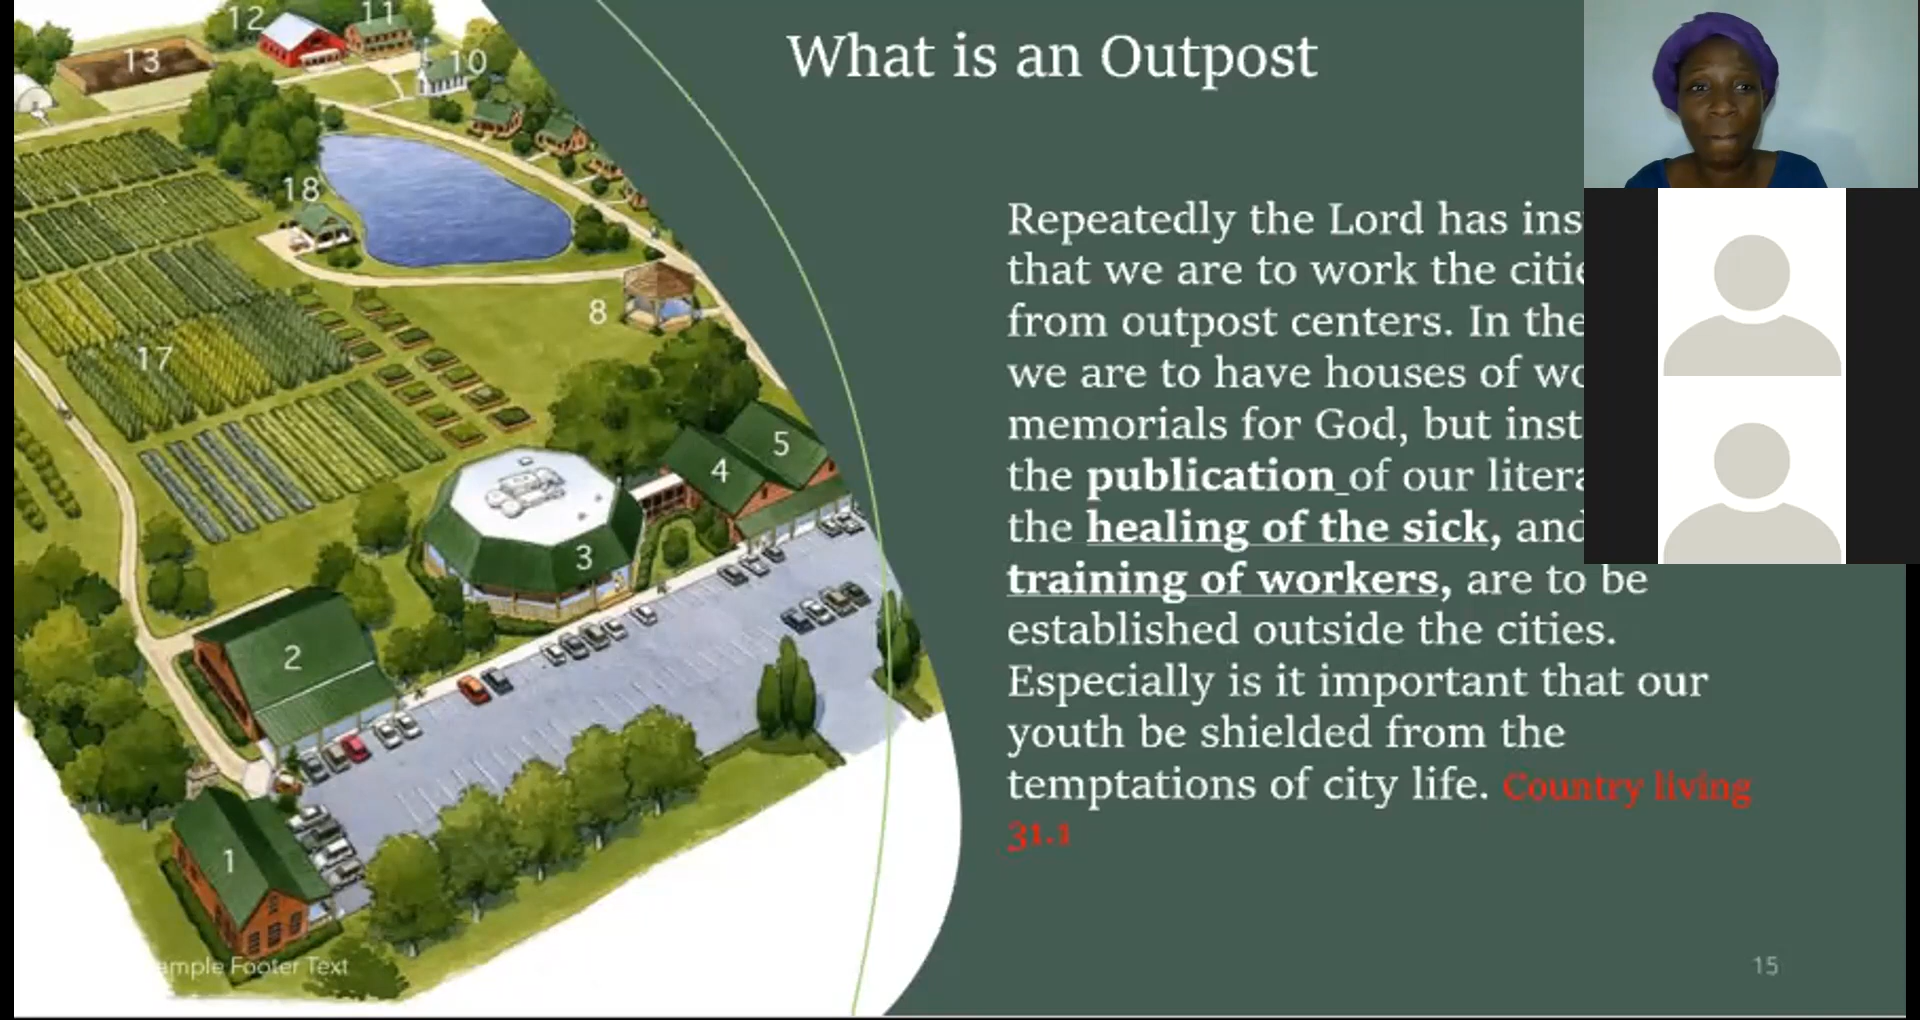 What is an Outpost
Repeatedly the Lord has ins
that we are to work the citie
from outpost centers. In the
we are to have houses of wo
memorials for God, but inst
the publication of our litera
the healing of the sick, and
training of workers, are to be
established outside the cities.
Especially is it important that our
youth be shielded from the
temptations of city life. Country living
31.1
12
11
13
10
18
8
17
5
4
3
2
1
ample Footer Text
15